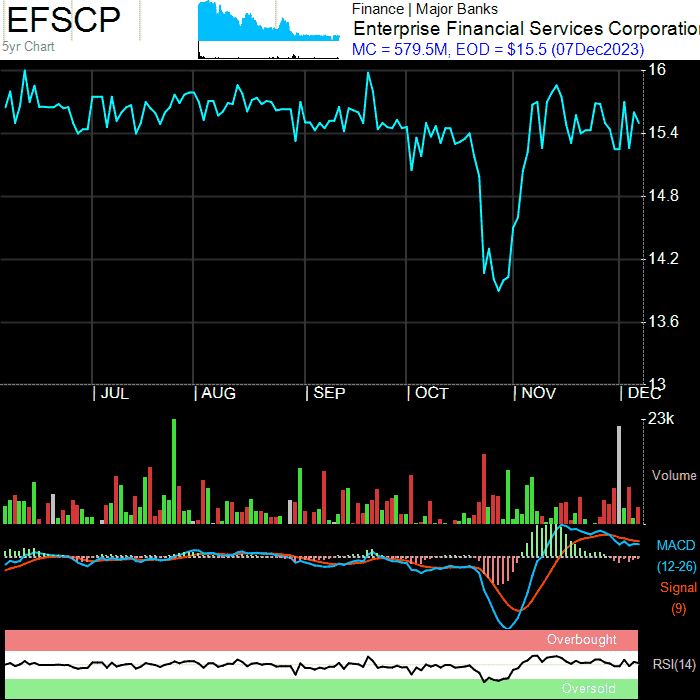 EFSCP
5yr Chart
Finance | Major Banks
Enterprise Financial Services Corporation
MC = 579.5M, EOD = $15.5 (07Dec2023)
16
15.4
14.8
14.2
13.6
13
JUL AUG SEP OCT NOV DEC
23k
Volume
MACD
(12-26)
Signal
(9)
Overbought
RSI(14)
Oversold